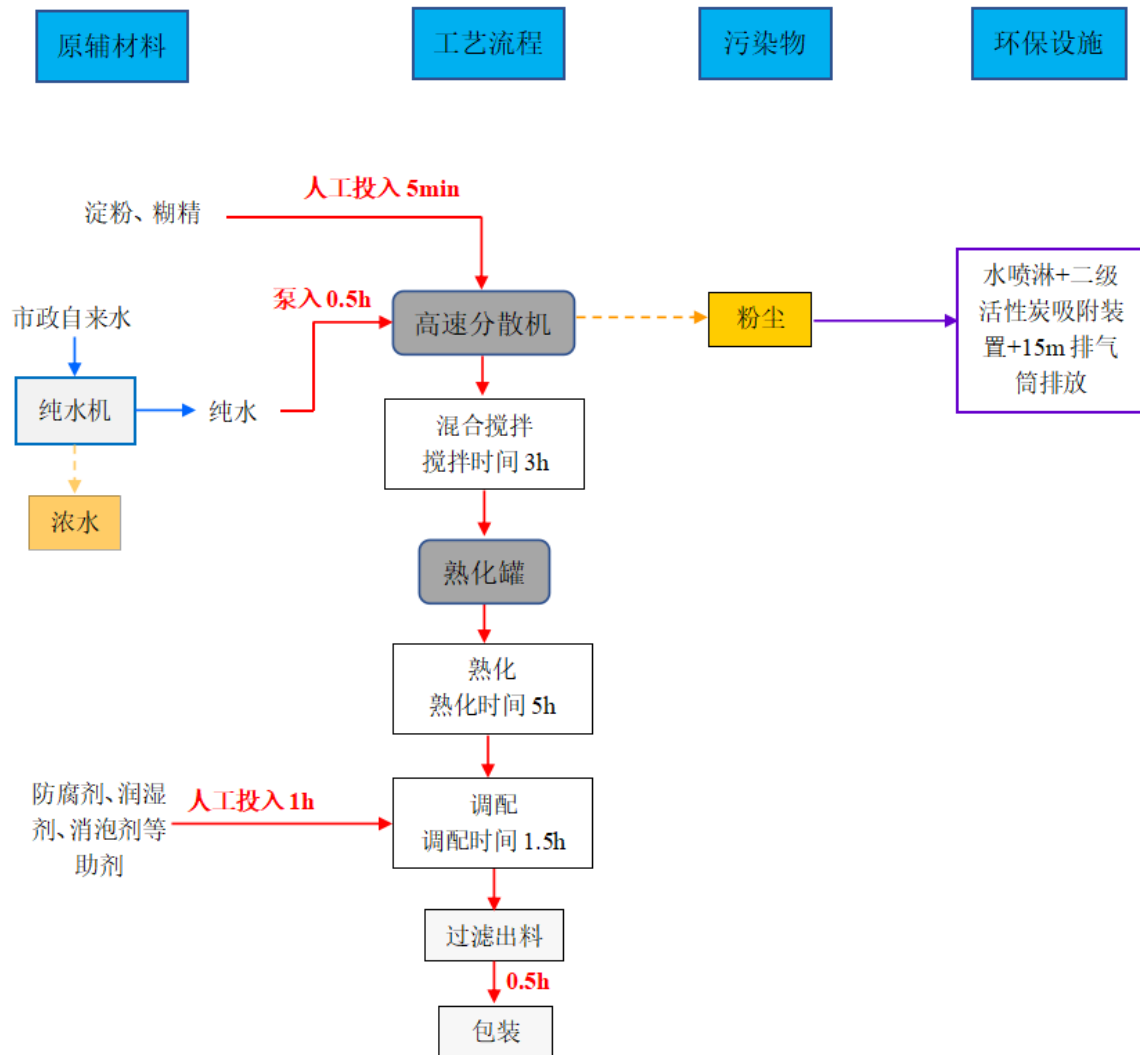 原辅材料
工艺流程
污染物
环保设施
人工投入 5min
淀粉、糊精
泵入 0.5h
市政自来水
高速分散机
粉尘
水喷淋+二级
活性炭吸附装
置+15m 排气
筒排放
纯水机
纯水
混合搅拌
搅拌时间 3h
浓水
熟化罐
熟化
熟化时间 5h
防腐剂、润湿
剂、消泡剂等
助剂
人工投入 1h
调配
调配时间 1.5h
过滤出料
0.5h
包装